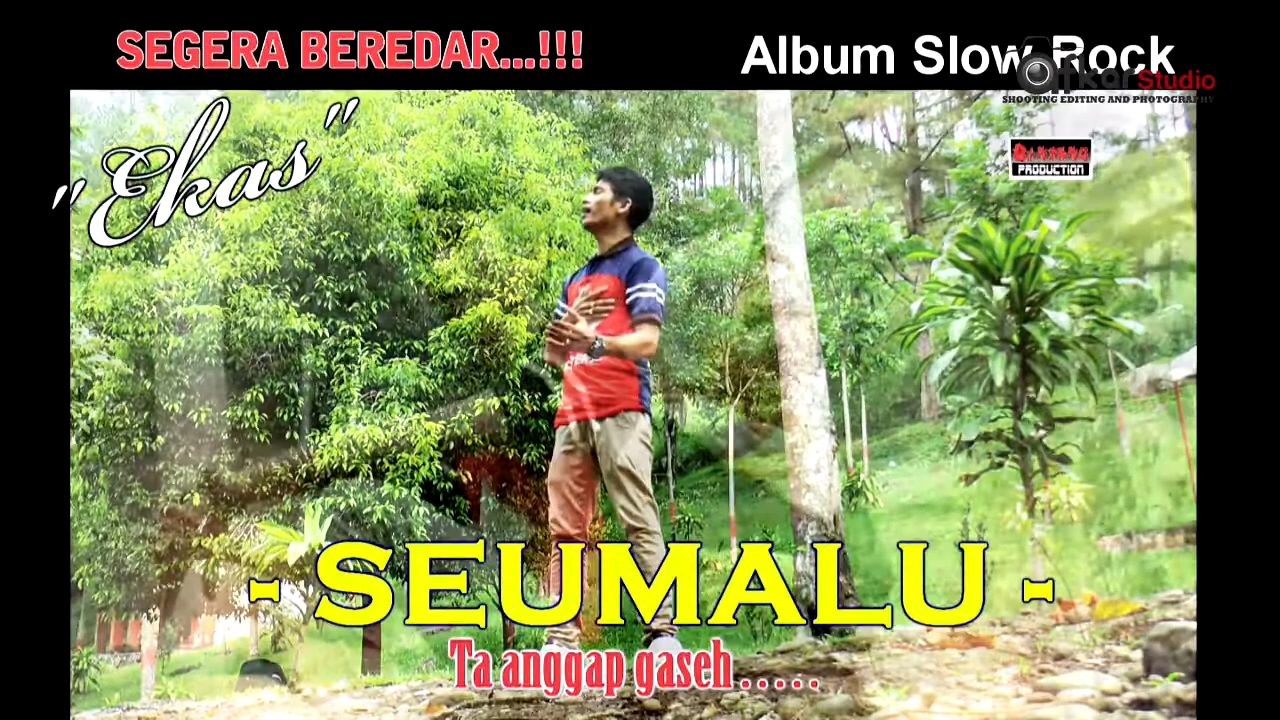 SEGERA BEREDAR...!!!
Album Slow Rock
Studio
SHOOTING EDITING AND PHOTOGRAPHY
"Ekas"
PRODUCTION
- SEUMALU -
Ta anggap gaseh . . . . .